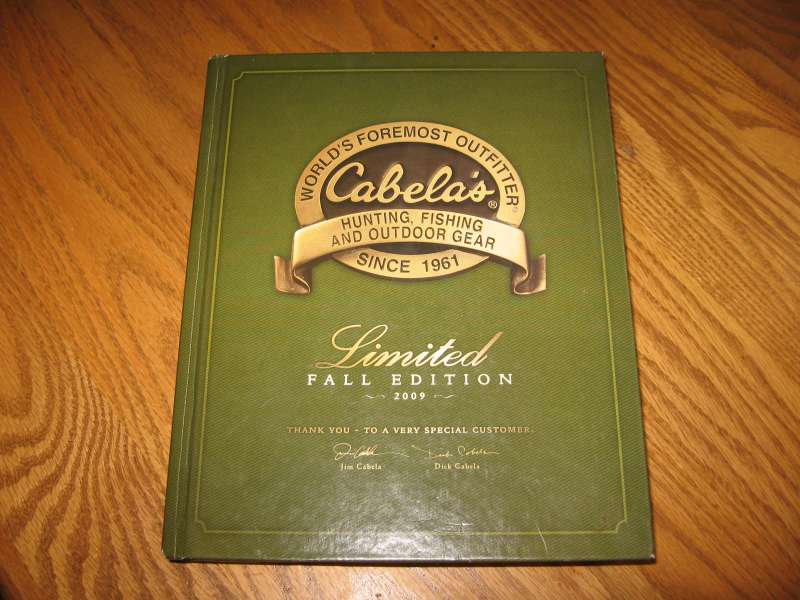 WORLD'S FOREMOST OUTFITTER®
Cabela's®
HUNTING, FISHING
AND OUTDOOR GEAR
SINCE 1961
Limited
FALL EDITION
2009
THANK YOU - TO A VERY SPECIAL CUSTOMER.
Jim Cabela
Dick Cabela